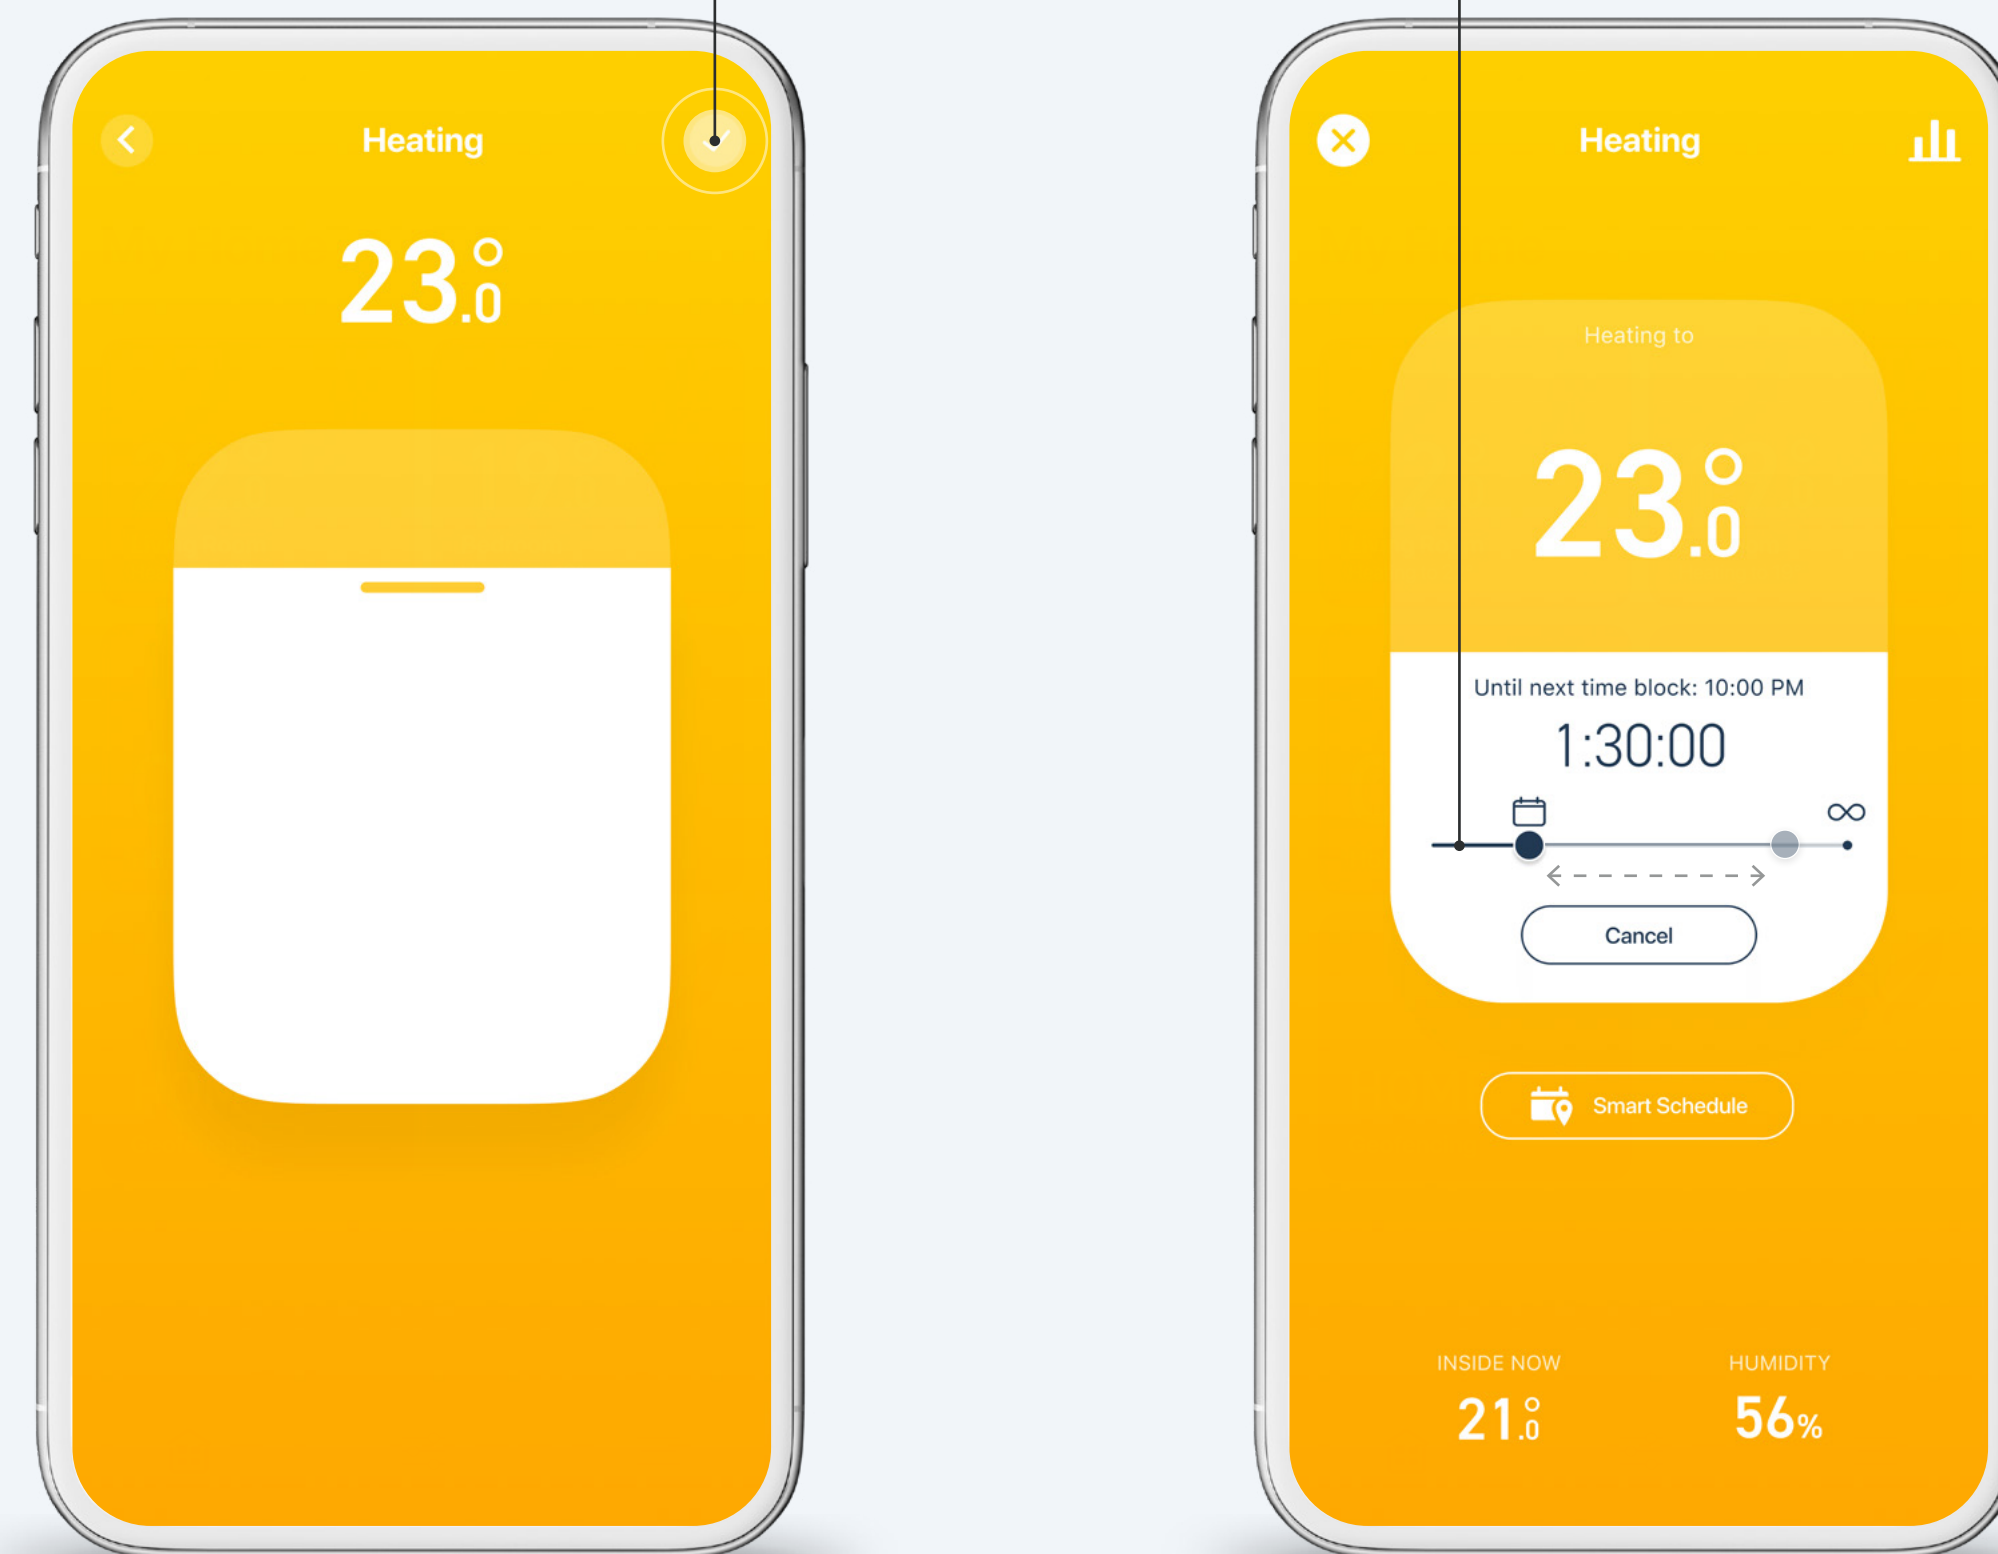 Heating
23.0°
Heating
Heating to
23.0°
Until next time block: 10:00 PM
1:30:00
Cancel
Smart Schedule
INSIDE NOW
HUMIDITY
21.0°
56%